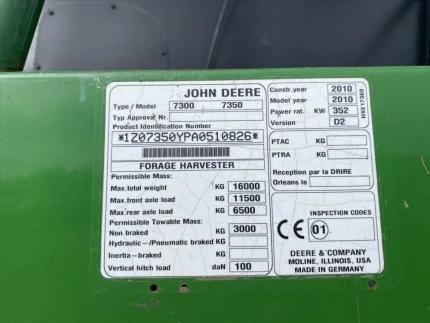 JOHN DEERE
Type / Model 7300 7350
Typ Approval Nr.
Product Identification Number
*1Z07350YPA0510826*
FORAGE HARVESTER
Permissible Mass:
Max.total weight KG 16000
Max.front axle load KG 11500
Max.rear axle load KG 6500
Permissible Towable Mass:
Non braked KG 3000
Hydraulic-/Pneumatic braked KG
Inertia-braked KG
Vertical hitch load daN 100
Constr.year 2010
Model year 2010
Power rat. KW 352
Version D2
HXE 17369
PTAC KG
PTRA KG
Reception par la DRIRE
Orleans le
CE 01
INSPECTION CODES
DEERE & COMPANY
MOLINE, ILLINOIS, USA
MADE IN GERMANY